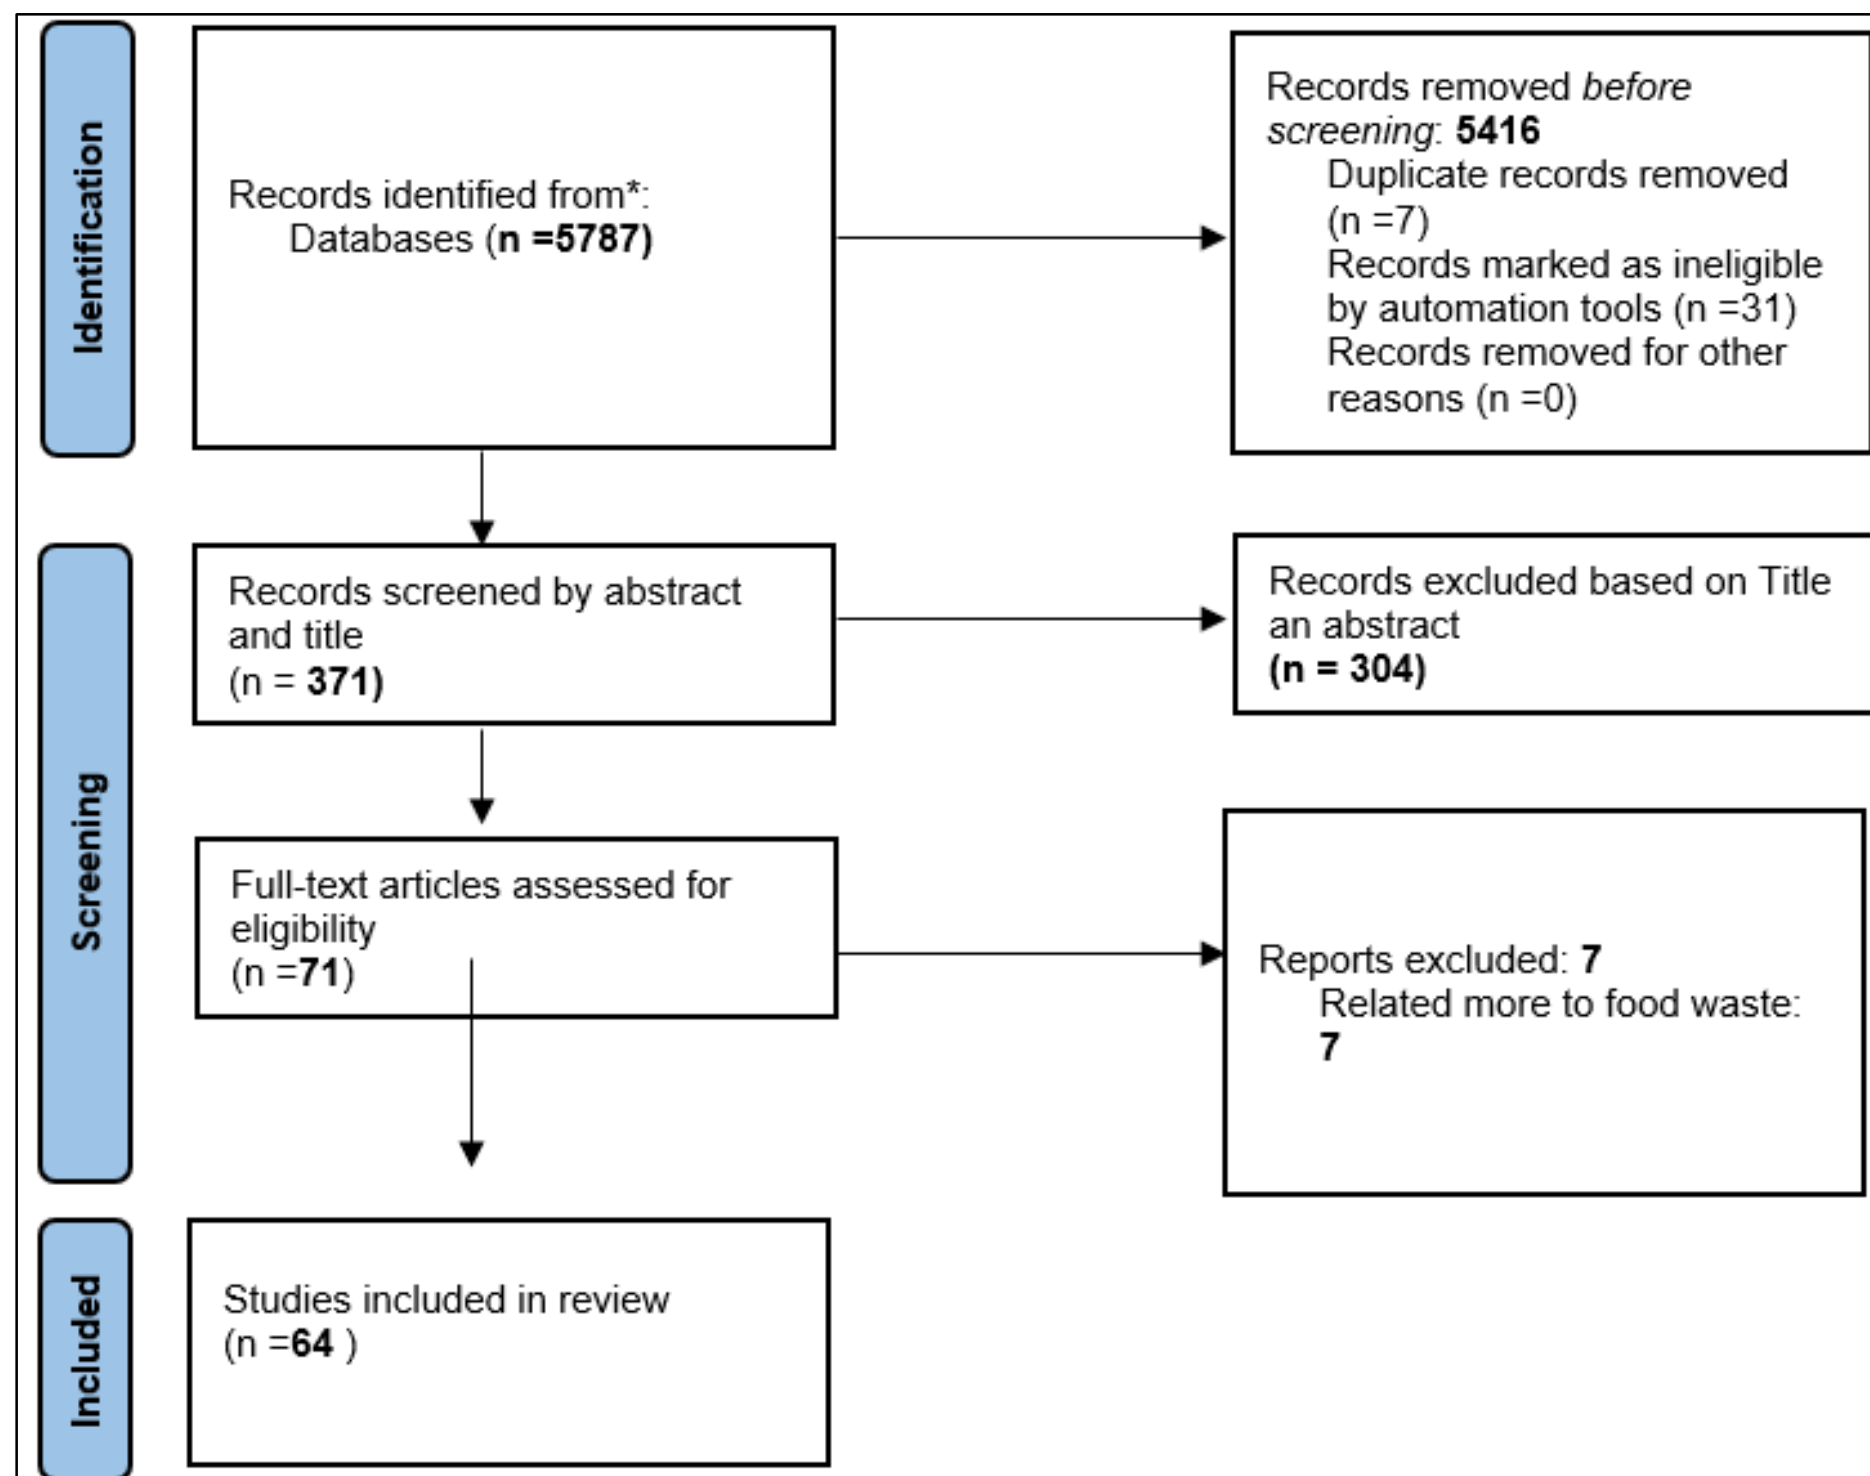 Identification
Records identified from*:
Databases (n =5787)
Records removed before
screening: 5416
Duplicate records removed
(n =7)
Records marked as ineligible
by automation tools (n =31)
Records removed for other
reasons (n =0)
Screening
Records screened by abstract
and title
(n = 371)
Records excluded based on Title
an abstract
(n = 304)
Full-text articles assessed for
eligibility
(n =71)
Reports excluded: 7
Related more to food waste:
7
Included
Studies included in review
(n =64 )